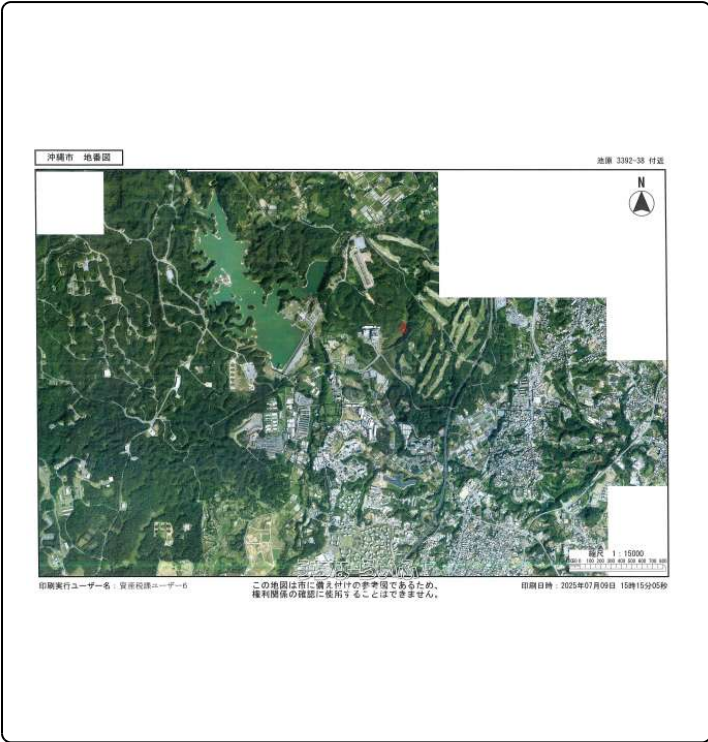 沖縄市 地番図
池原 3392-38 付近
N
縮尺 1 : 15000
印刷実行ユーザー名 : 資産税課ユーザー6
この地図は市に備え付けの参考図であるため、
権利関係の確認に使用することはできません。
印刷日時 : 2025年07月09日 15時15分05秒